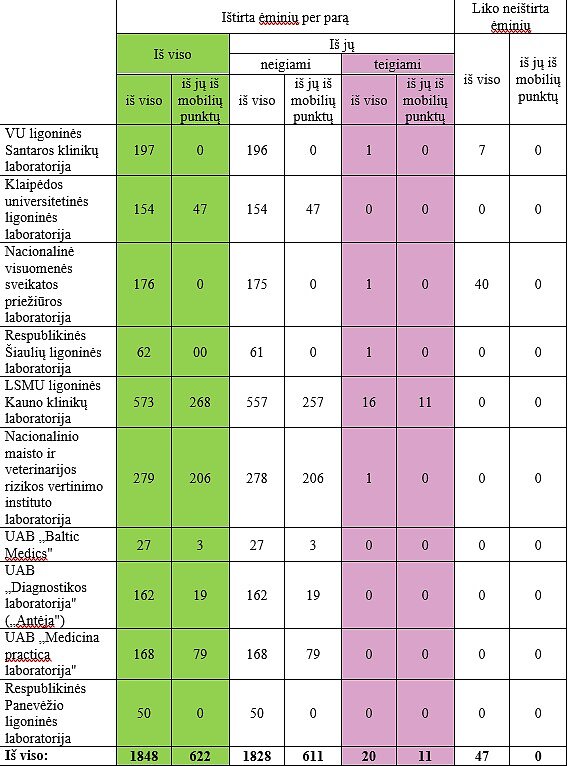 Ištirta ėminių per parą
Liko neištirta
ėminių
Iš viso
Iš jų
neigiami
teigiami
iš viso
iš jų iš
mobilių
punktų
iš viso
iš jų iš
mobilių
punktų
iš viso
iš jų iš
mobilių
punktų
iš viso
iš jų iš
mobilių
punktų
VU ligoninės
Santaros klinikų
laboratorija
197 0 196 0 1 0 7 0
Klaipėdos
universitetinės
ligoninės
laboratorija
154 47 154 47 0 0 0 0
Nacionalinė
visuomenės
sveikatos
priežiūros
laboratorija
176 0 175 0 1 0 40 0
Respublikinės
Šiaulių ligoninės
laboratorija
62 00 61 0 1 0 0 0
LSMU ligoninės
Kauno klinikų
laboratorija
573 268 557 257 16 11 0 0
Nacionalinio
maisto ir
veterinarijos
rizikos vertinimo
instituto
laboratorija
279 206 278 206 1 0 0 0
UAB „Baltic
Medics"
27 3 27 3 0 0 0 0
UAB
„Diagnostikos
laboratorija"
(„Antėja")
162 19 162 19 0 0 0 0
UAB „Medicina
practica
laboratorija"
168 79 168 79 0 0 0 0
Respublikinės
Panevėžio
ligoninės
laboratorija
50 0 50 0 0 0 0 0
Iš viso: 1848 622 1828 611 20 11 47 0